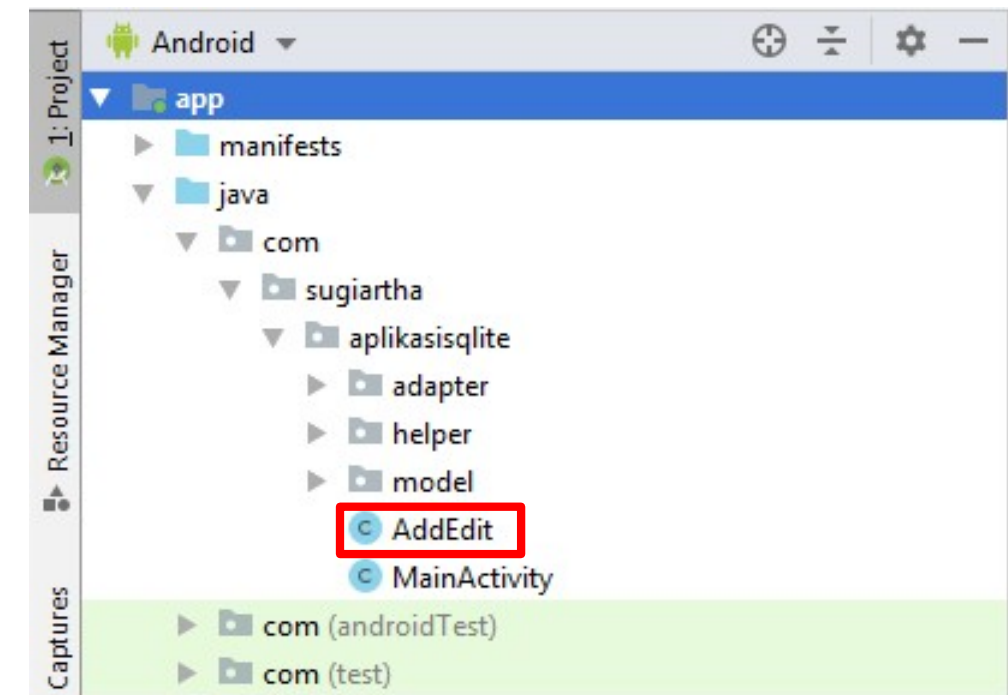 Android
app
manifests
java
com
sugiartha
aplikasisqlite
adapter
helper
model
C AddEdit
C MainActivity
com (androidTest)
com (test)
1: Project
Resource Manager
Captures